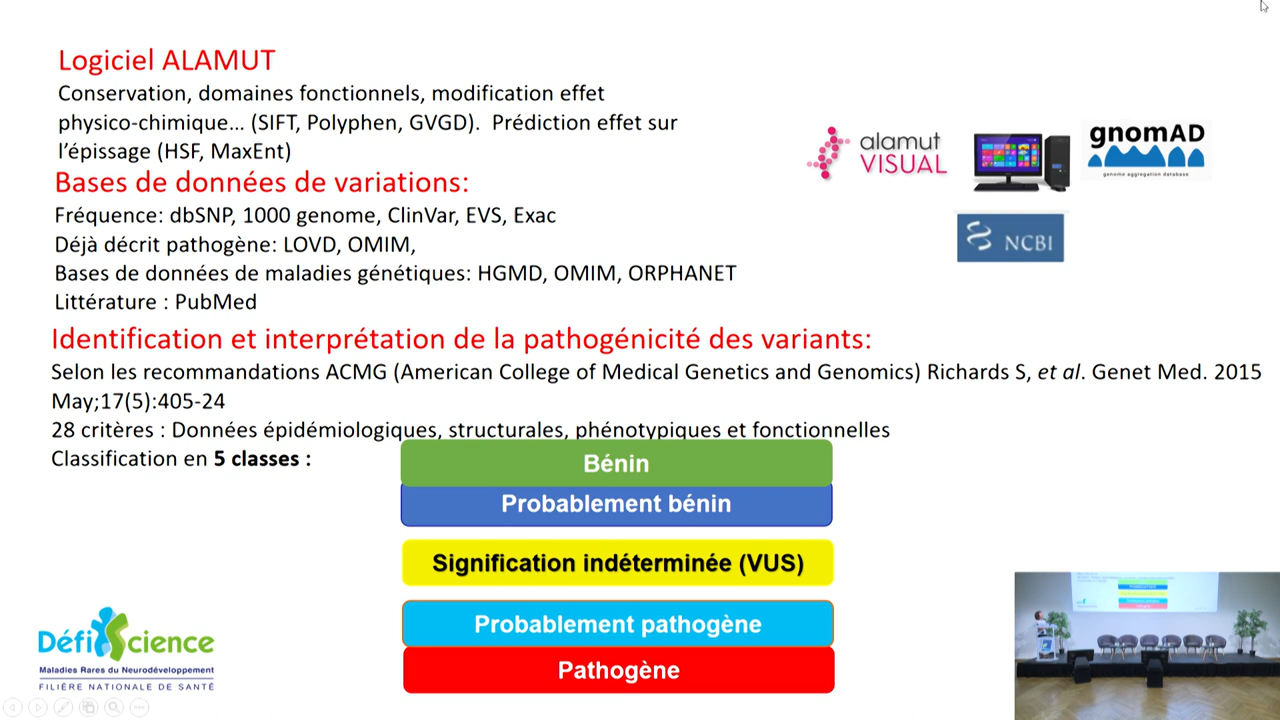 Logiciel ALAMUT
Conservation, domaines fonctionnels, modification effet
physico-chimique… (SIFT, Polyphen, GVGD). Prédiction effet sur
l'épissage (HSF, MaxEnt)
alamut
VISUAL
gnomAD
genome aggregation database
NCBI
Bases de données de variations:
Fréquence: dbSNP, 1000 genome, ClinVar, EVS, Exac
Déjà décrit pathogène: LOVD, OMIM,
Bases de données de maladies génétiques: HGMD, OMIM, ORPHANET
Littérature : PubMed
Identification et interprétation de la pathogénicité des variants:
Selon les recommandations ACMG (American College of Medical Genetics and Genomics) Richards S, et al. Genet Med. 2015
May;17(5):405-24
28 critères : Données épidémiologiques, structurales, phénotypiques et fonctionnelles
Classification en 5 classes :
Bénin
Probablement bénin
Signification indéterminée (VUS)
Probablement pathogène
Pathogène
DéfiScience
Maladies Rares du Neurodéveloppement
FILIÈRE NATIONALE DE SANTÉ